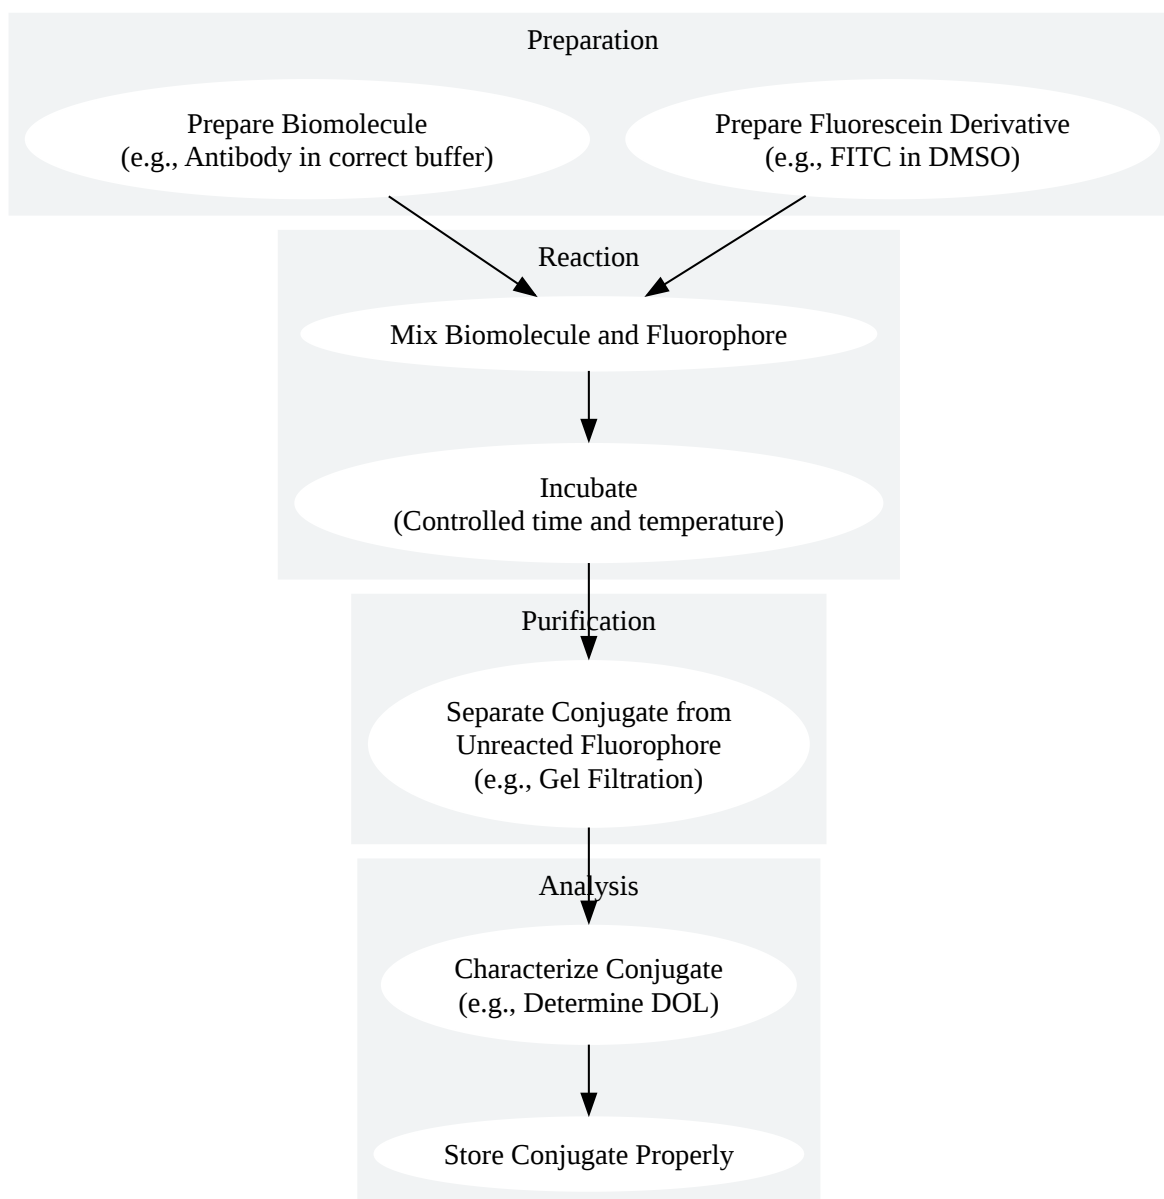 Preparation
Prepare Biomolecule
(e.g., Antibody in correct buffer)
Prepare Fluorescein Derivative
(e.g., FITC in DMSO)
Reaction
Mix Biomolecule and Fluorophore
Incubate
(Controlled time and temperature)
Purification
Separate Conjugate from
Unreacted Fluorophore
(e.g., Gel Filtration)
Analysis
Characterize Conjugate
(e.g., Determine DOL)
Store Conjugate Properly